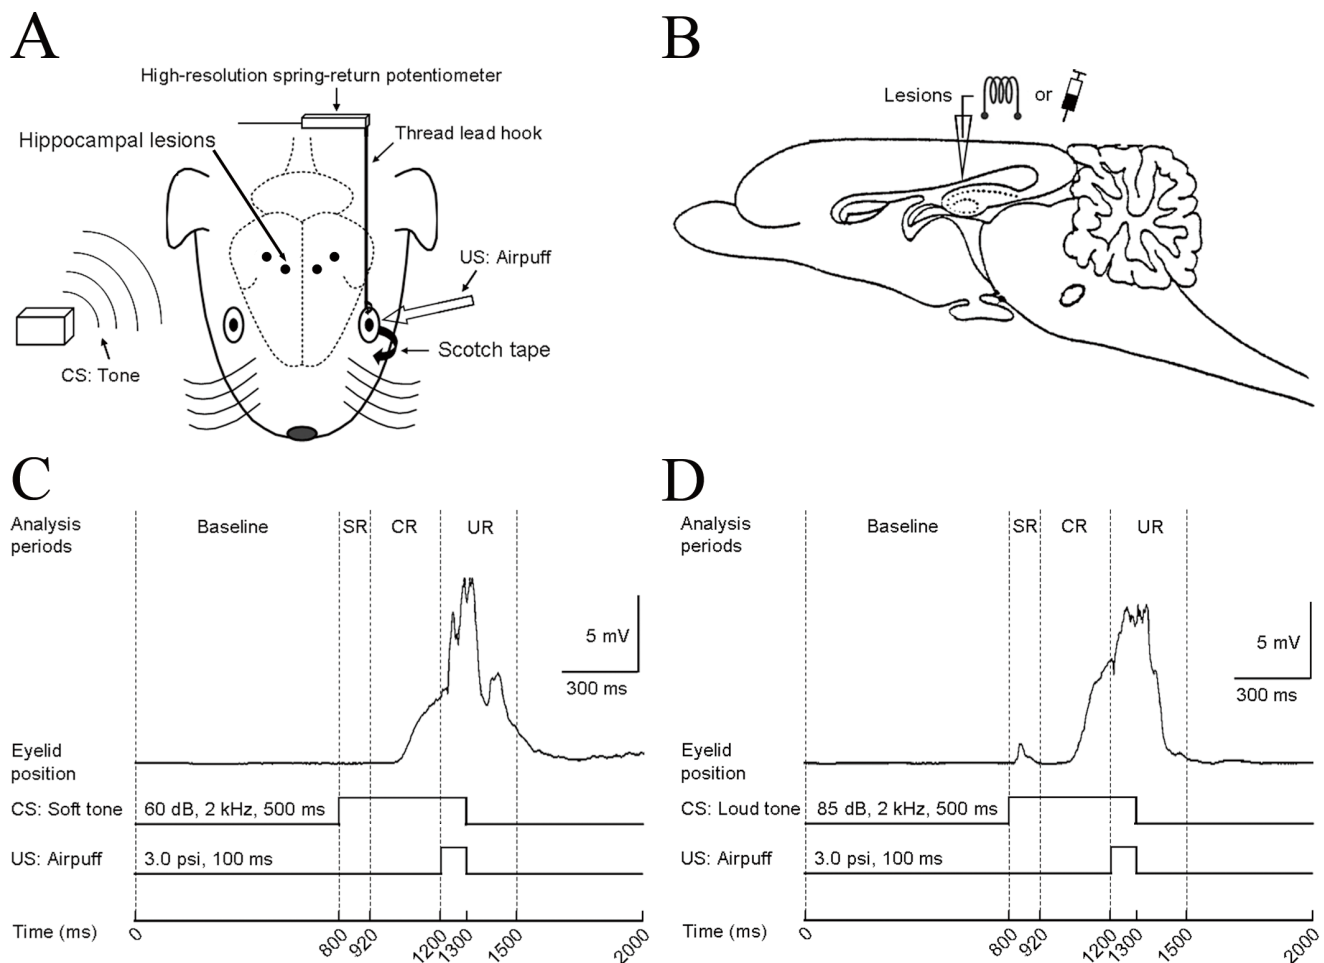 A
High-resolution spring-return potentiometer
Hippocampal lesions
Thread lead hook
US: Airpuff
Scotch tape
CS: Tone
B
Lesions
or
C
Analysis
periods
Baseline
SR
CR
UR
5 mV
300 ms
Eyelid
position
CS: Soft tone
60 dB, 2 kHz, 500 ms
US: Airpuff
3.0 psi, 100 ms
Time (ms)
0
800
920
1200
1300
1500
2000
D
Analysis
periods
Baseline
SR
CR
UR
5 mV
300 ms
Eyelid
position
CS: Loud tone
85 dB, 2 kHz, 500 ms
US: Airpuff
3.0 psi, 100 ms
Time (ms)
0
800
920
1200
1300
1500
2000